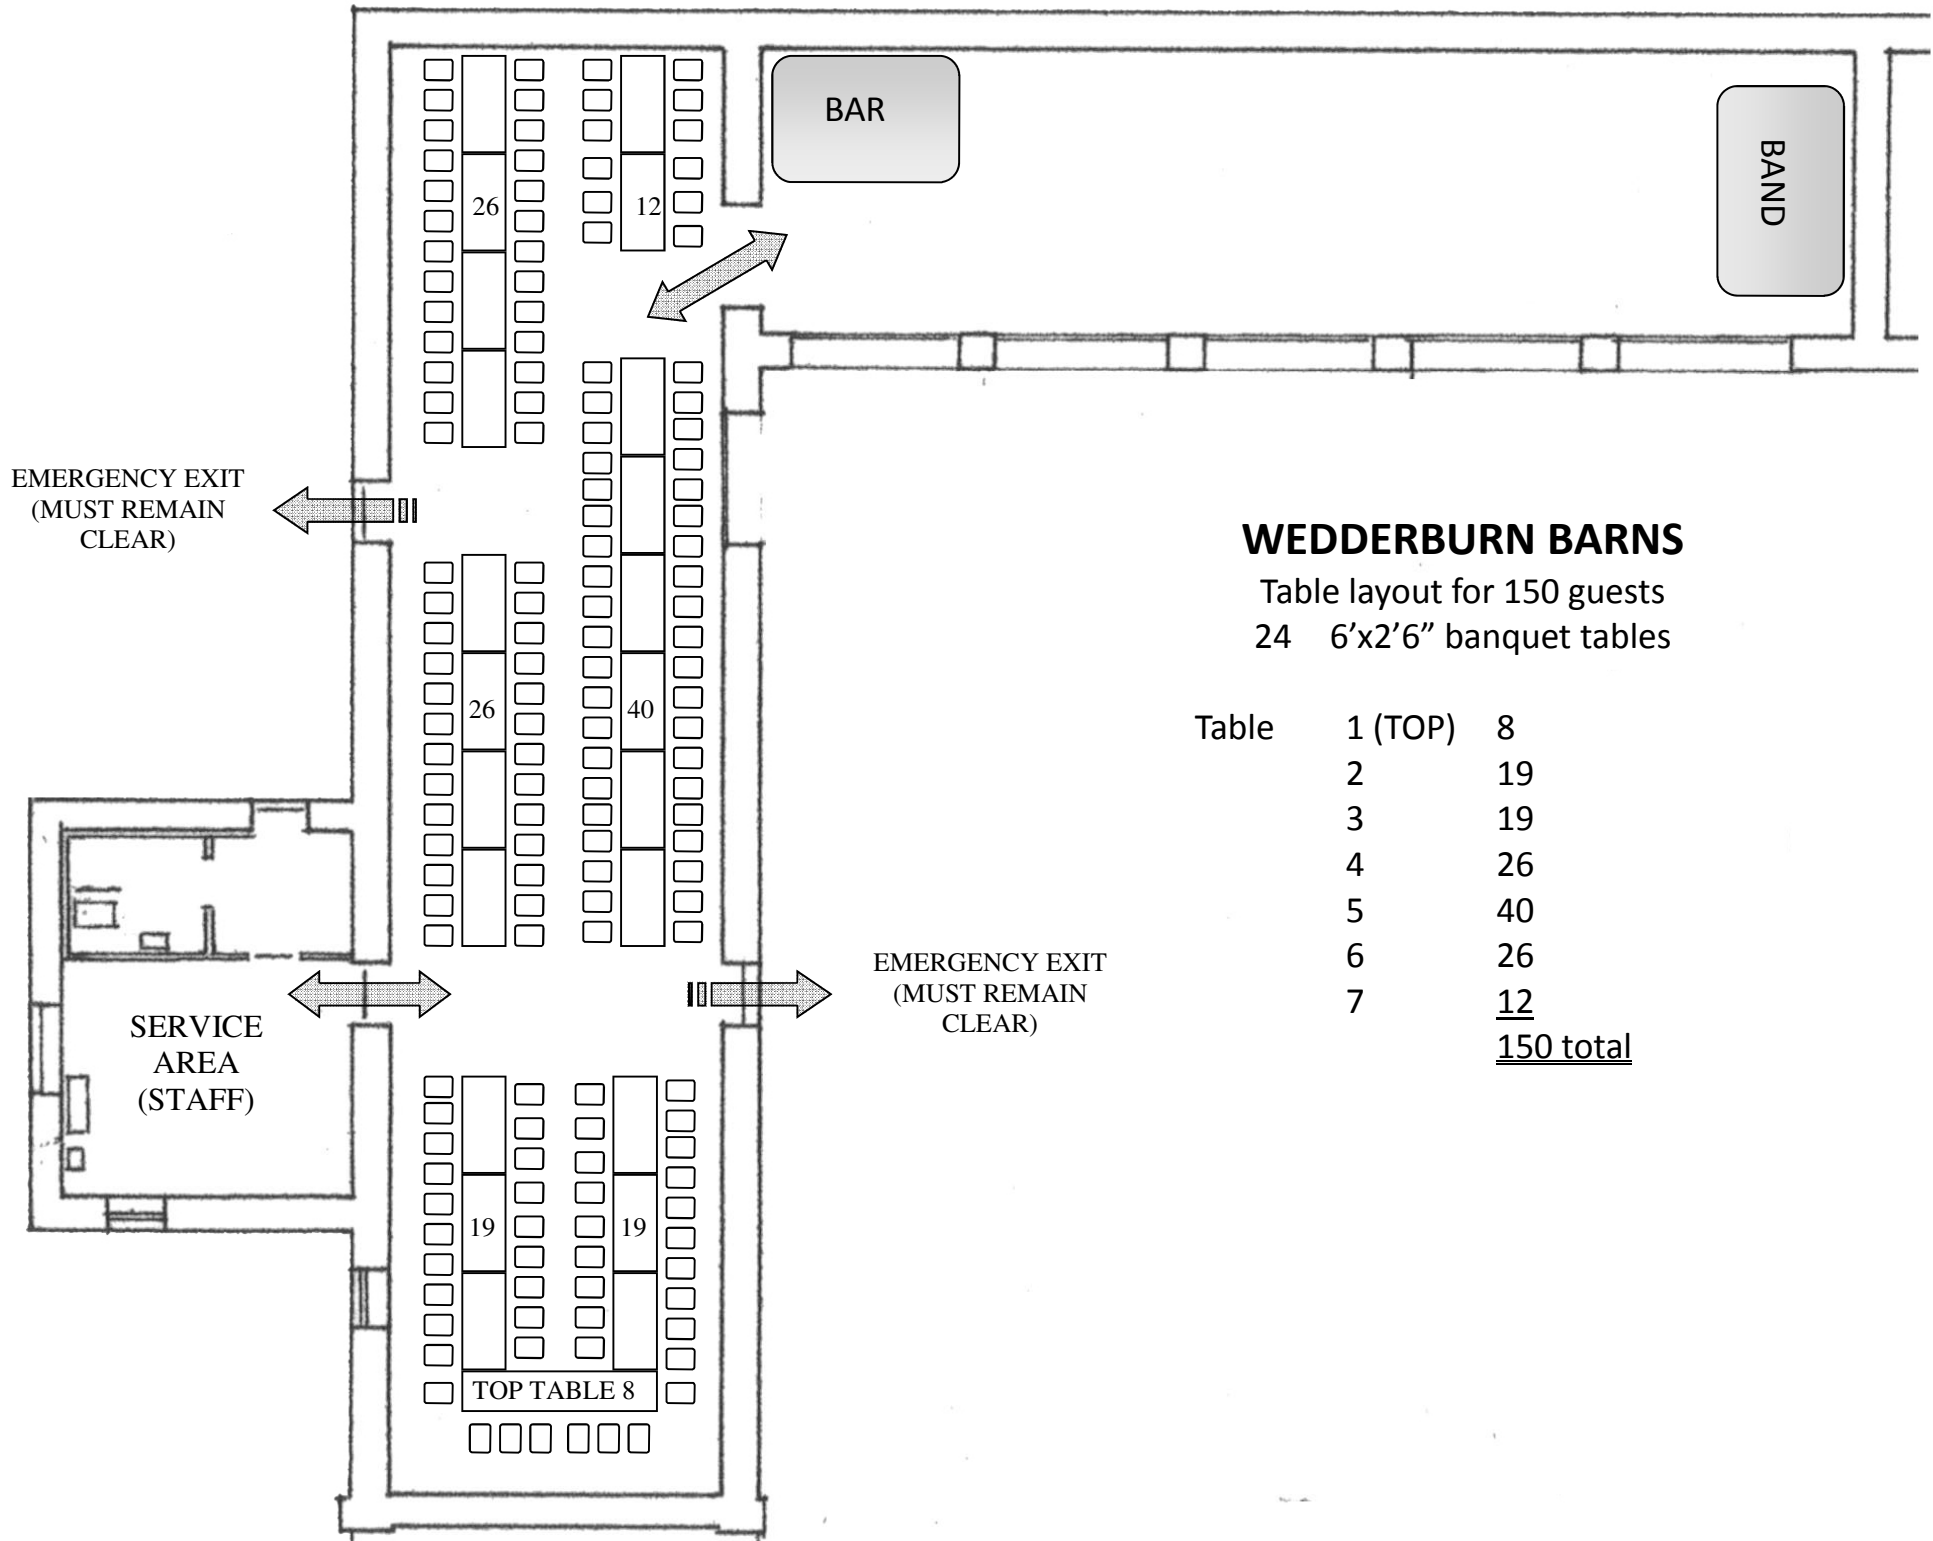 BAR
BAND
26
12
EMERGENCY EXIT
(MUST REMAIN
CLEAR)
WEDDERBURN BARNS
Table layout for 150 guests
24 6’x2’6” banquet tables
26
40
Table 1 (TOP) 8
2 19
3 19
4 26
5 40
6 26
7 12
150 total
EMERGENCY EXIT
(MUST REMAIN
CLEAR)
SERVICE
AREA
(STAFF)
19
19
TOP TABLE 8